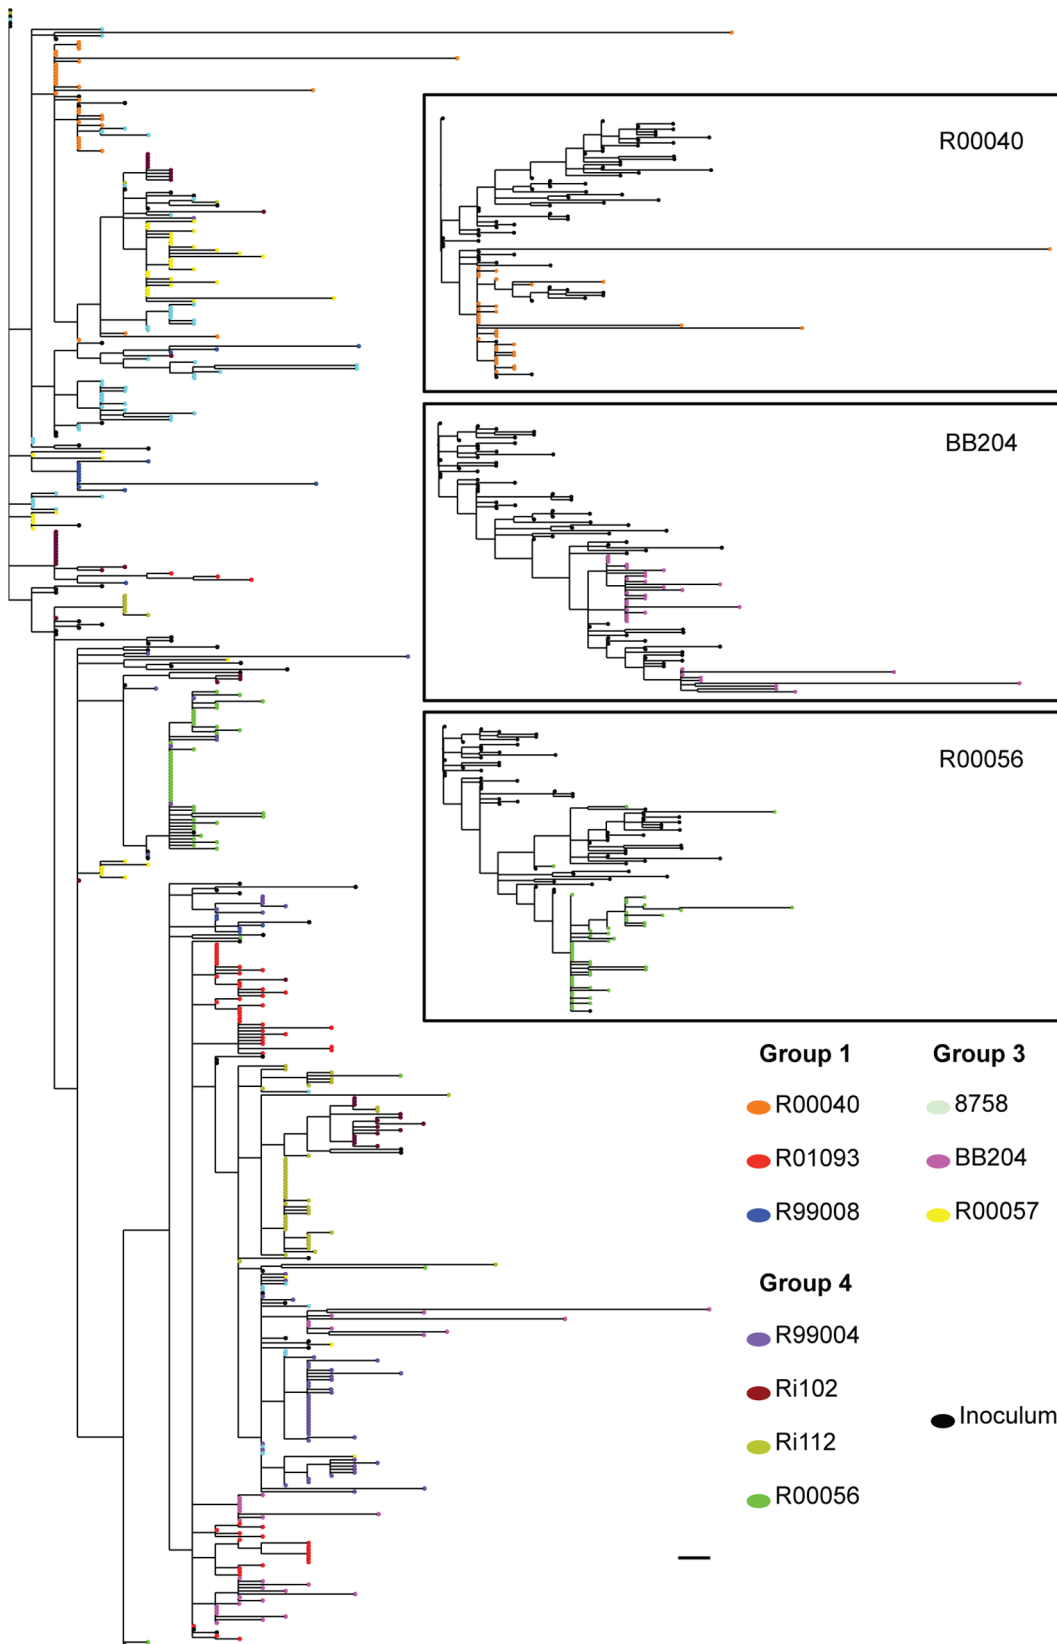 R00040
BB204
R00056
Group 1 Group 3
R00040 8758
R01093 BB204
R99008 R00057
Group 4
R99004
Ri102
Inoculum
Ri112
R00056